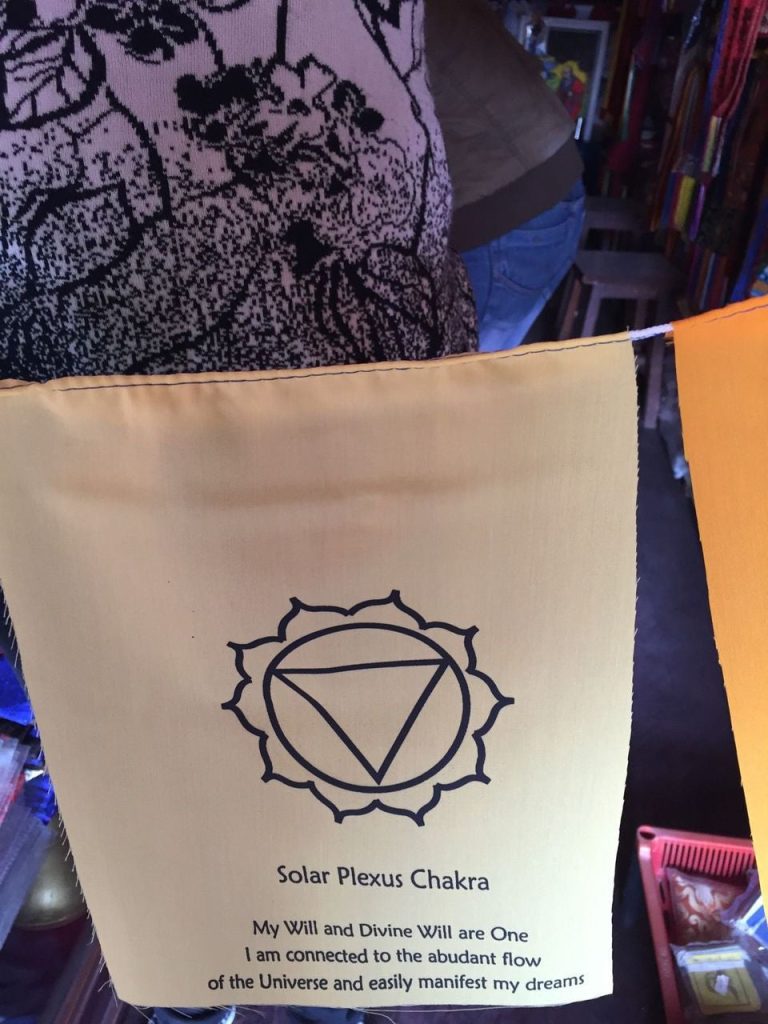 Solar Plexus Chakra
My Will and Divine Will are One
I am connected to the abudant flow
of the Universe and easily manifest my dreams